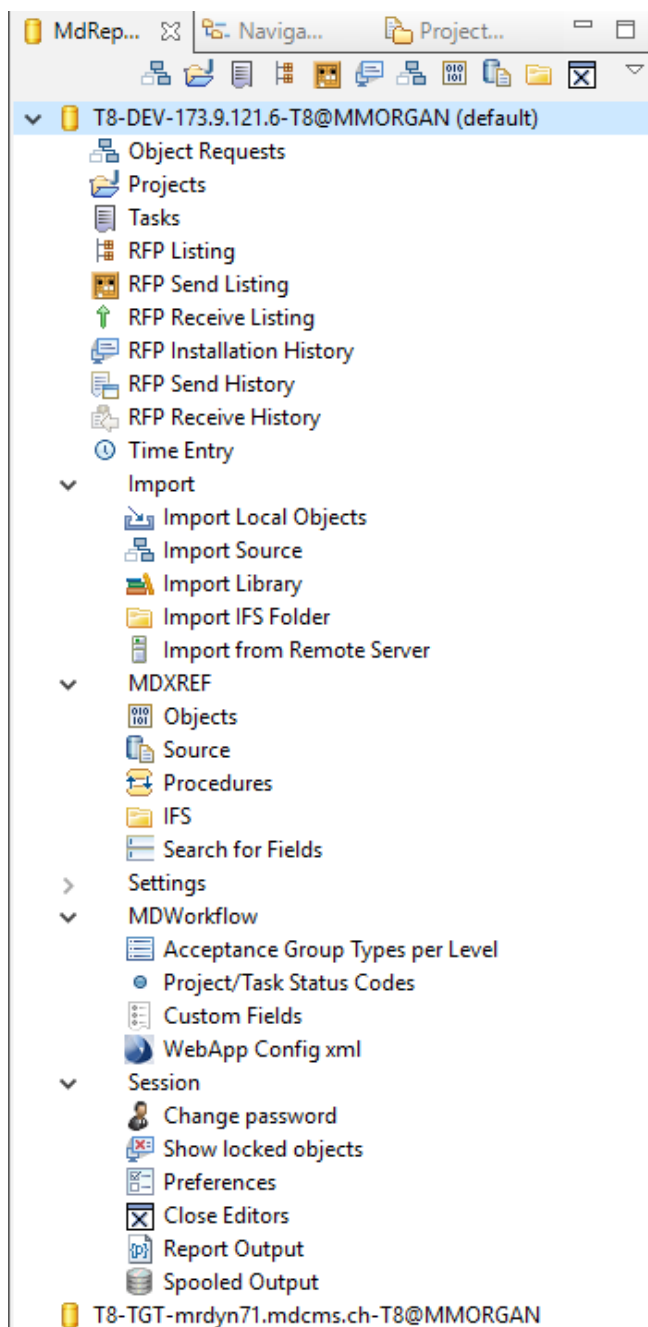 MdRep... Naviga... Project...
T8-DEV-173.9.121.6-T8@MMORGAN (default)
Object Requests
Projects
Tasks
RFP Listing
RFP Send Listing
RFP Receive Listing
RFP Installation History
RFP Send History
RFP Receive History
Time Entry
Import
Import Local Objects
Import Source
Import Library
Import IFS Folder
Import from Remote Server
MDXREF
Objects
Source
Procedures
IFS
Search for Fields
Settings
MDWorkflow
Acceptance Group Types per Level
Project/Task Status Codes
Custom Fields
WebApp Config xml
Session
Change password
Show locked objects
Preferences
Close Editors
Report Output
Spooled Output
T8-TGT-mrdyn71.mdcms.ch-T8@MMORGAN